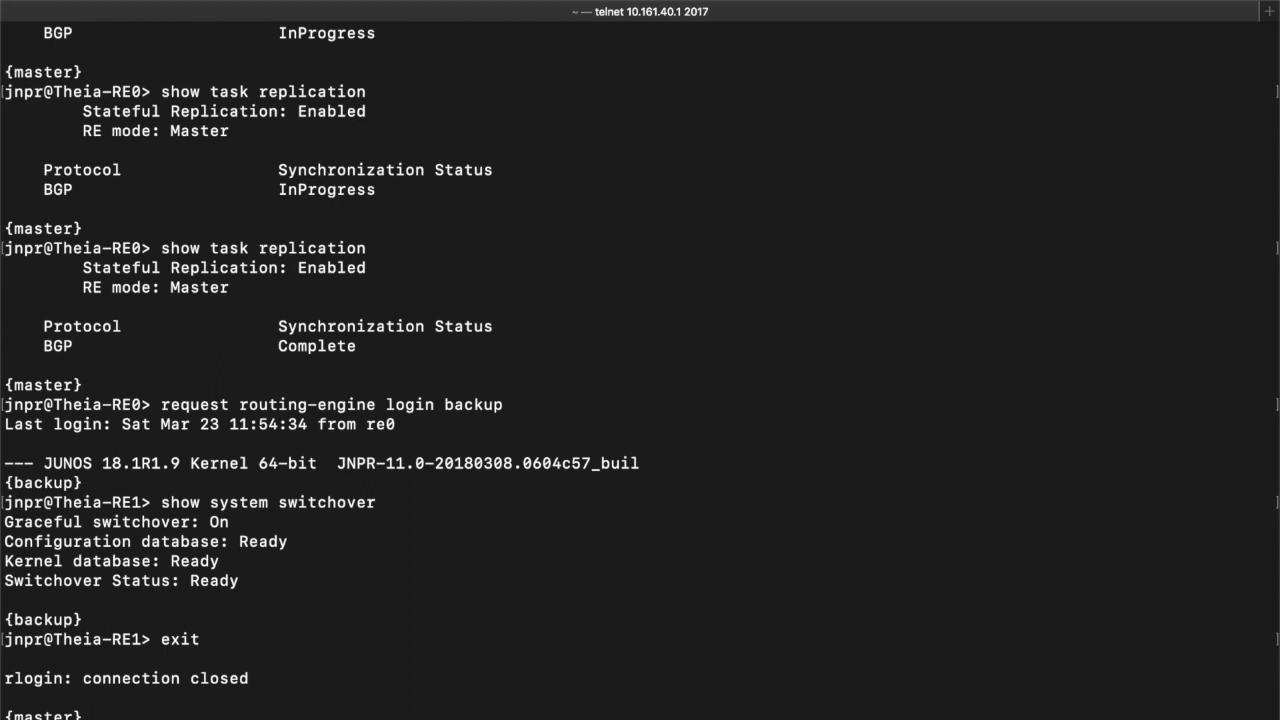 ~ — telnet 10.161.40.1 2017
BGP InProgress
{master}
[jnpr@Theia-RE0> show task replication ]
Stateful Replication: Enabled
RE mode: Master
Protocol Synchronization Status
BGP InProgress
{master}
[jnpr@Theia-RE0> show task replication ]
Stateful Replication: Enabled
RE mode: Master
Protocol Synchronization Status
BGP Complete
{master}
[jnpr@Theia-RE0> request routing-engine login backup ]
Last login: Sat Mar 23 11:54:34 from re0
--- JUNOS 18.1R1.9 Kernel 64-bit JNPR-11.0-20180308.0604c57_buil
{backup}
[jnpr@Theia-RE1> show system switchover ]
Graceful switchover: On
Configuration database: Ready
Kernel database: Ready
Switchover Status: Ready
{backup}
[jnpr@Theia-RE1> exit ]
rlogin: connection closed
{master}